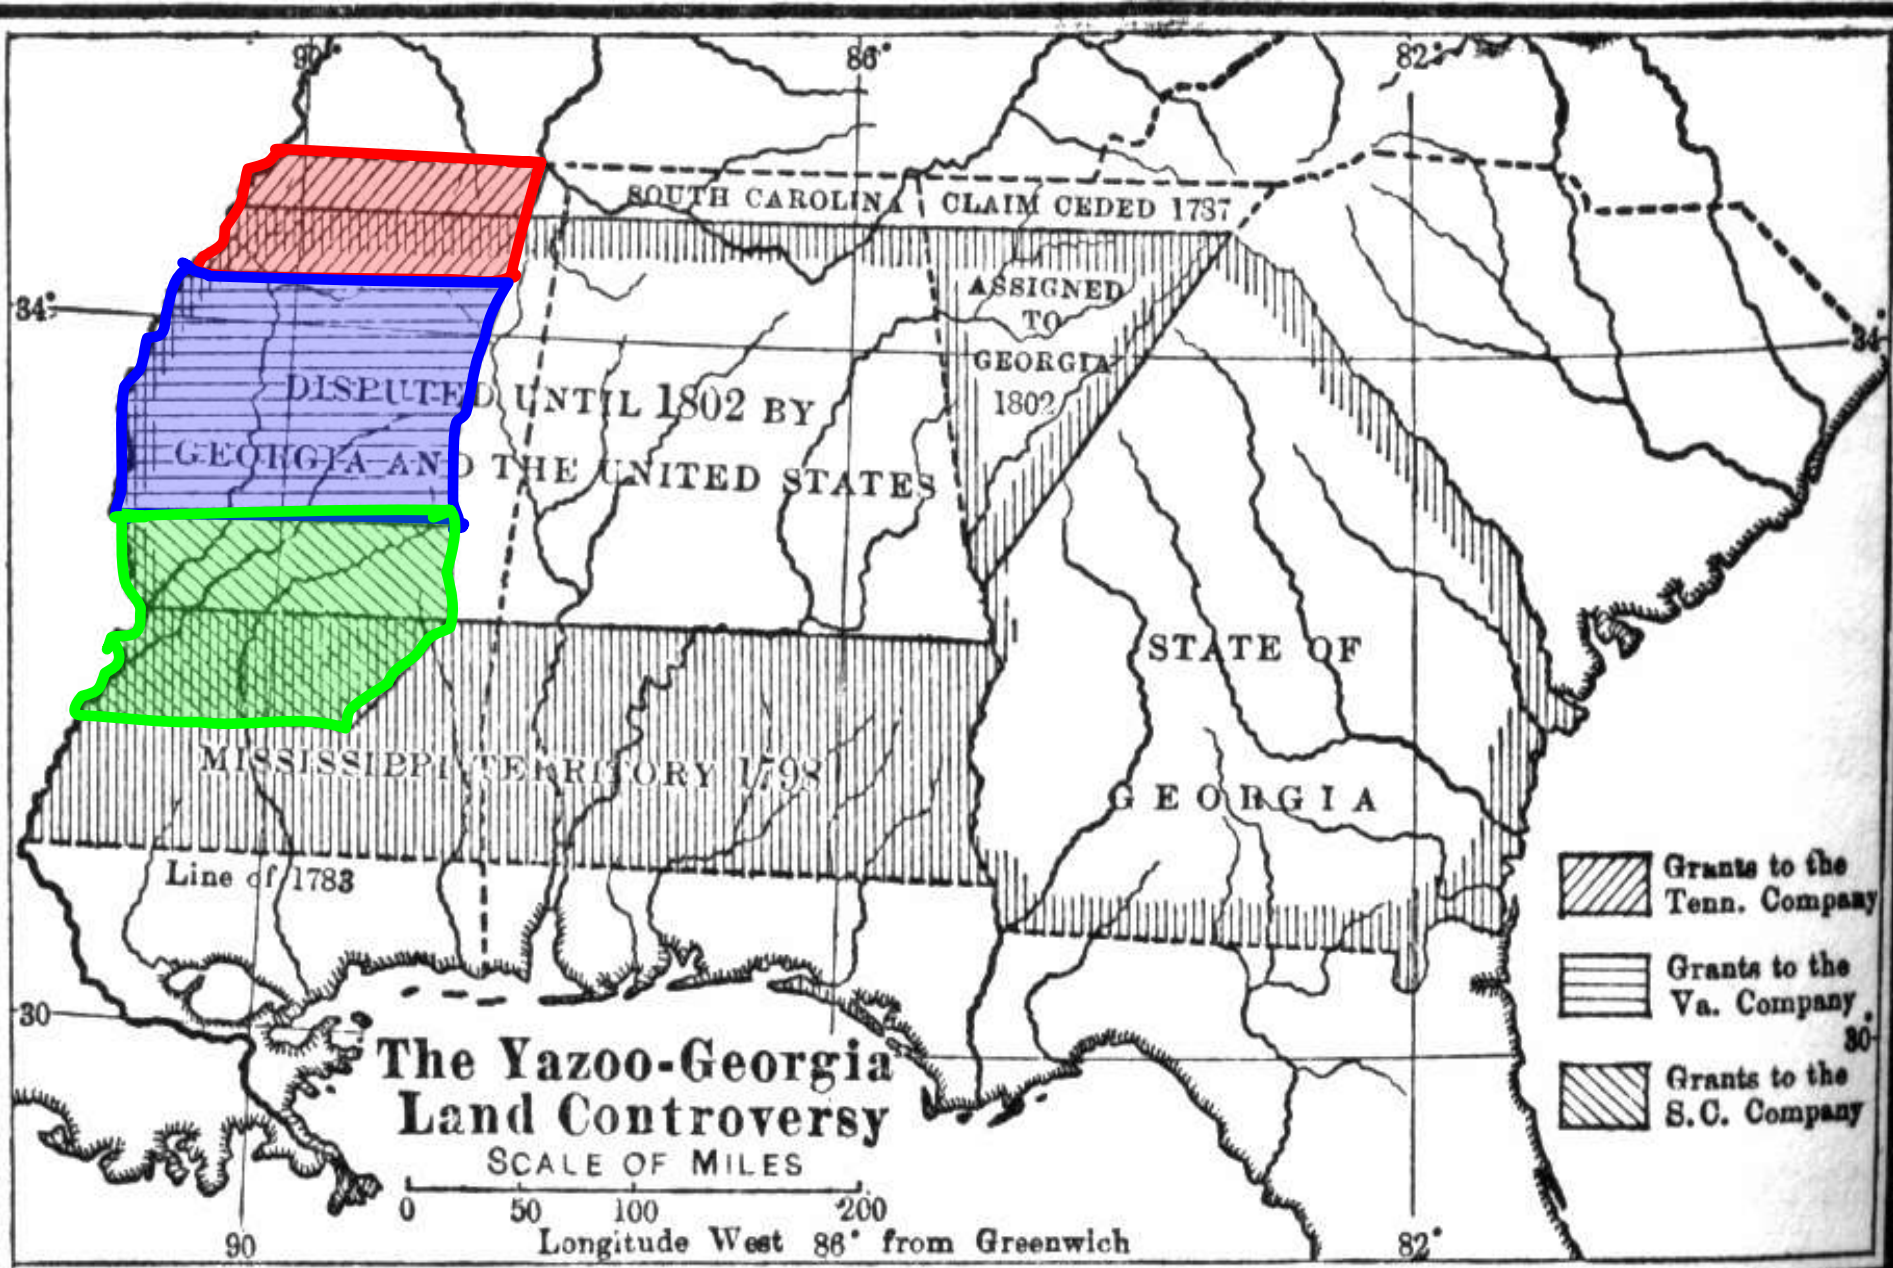 90°
86°
82°
SOUTH CAROLINA CLAIM CEDED 1787
34°
ASSIGNED
TO
GEORGIA
1802
34°
DISPUTED UNTIL 1802 BY
GEORGIA AND THE UNITED STATES
STATE OF
GEORGIA
MISSISSIPPI TERRITORY 1798
Line of 1783
Grants to the
Tenn. Company
Grants to the
Va. Company
Grants to the
S.C. Company
30
30
The Yazoo-Georgia
Land Controversy
SCALE OF MILES
0 50 100 200
90
Longitude West 86° from Greenwich
82°